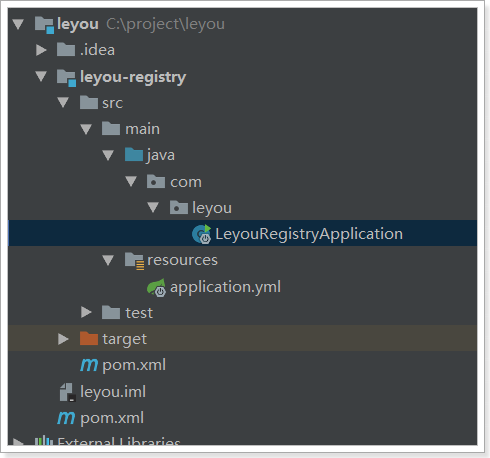 leyou C:\project\leyou
.idea
leyou-registry
src
main
java
com
leyou
LeyouRegistryApplication
resources
application.yml
test
target
m pom.xml
leyou.iml
m pom.xml
External Libraries